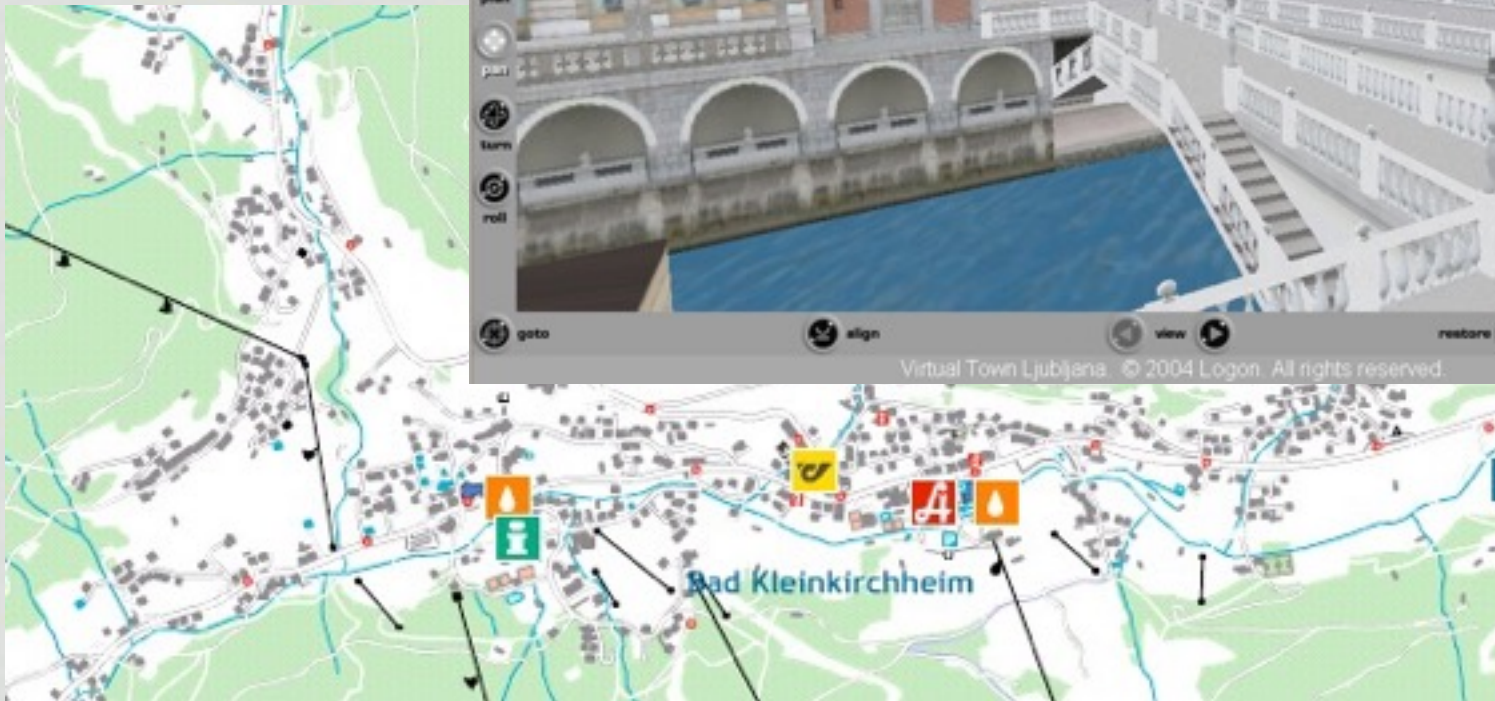 pan
turn
roll
goto
align
view
restore
Virtual Town Ljubljana. © 2004 Logon. All rights reserved.
Bad Kleinkirchheim